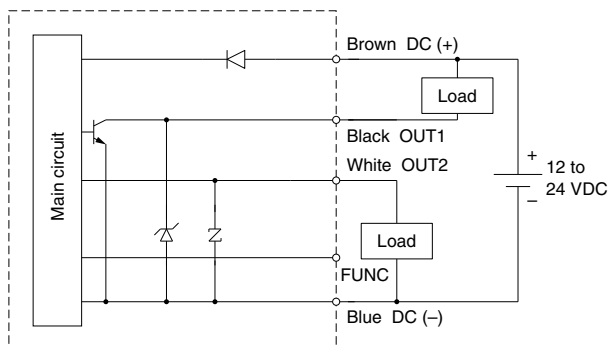 Brown DC (+)
Load
Black OUT1
White OUT2
Main circuit
+
12 to
24 VDC
–
Load
FUNC
Blue DC (–)